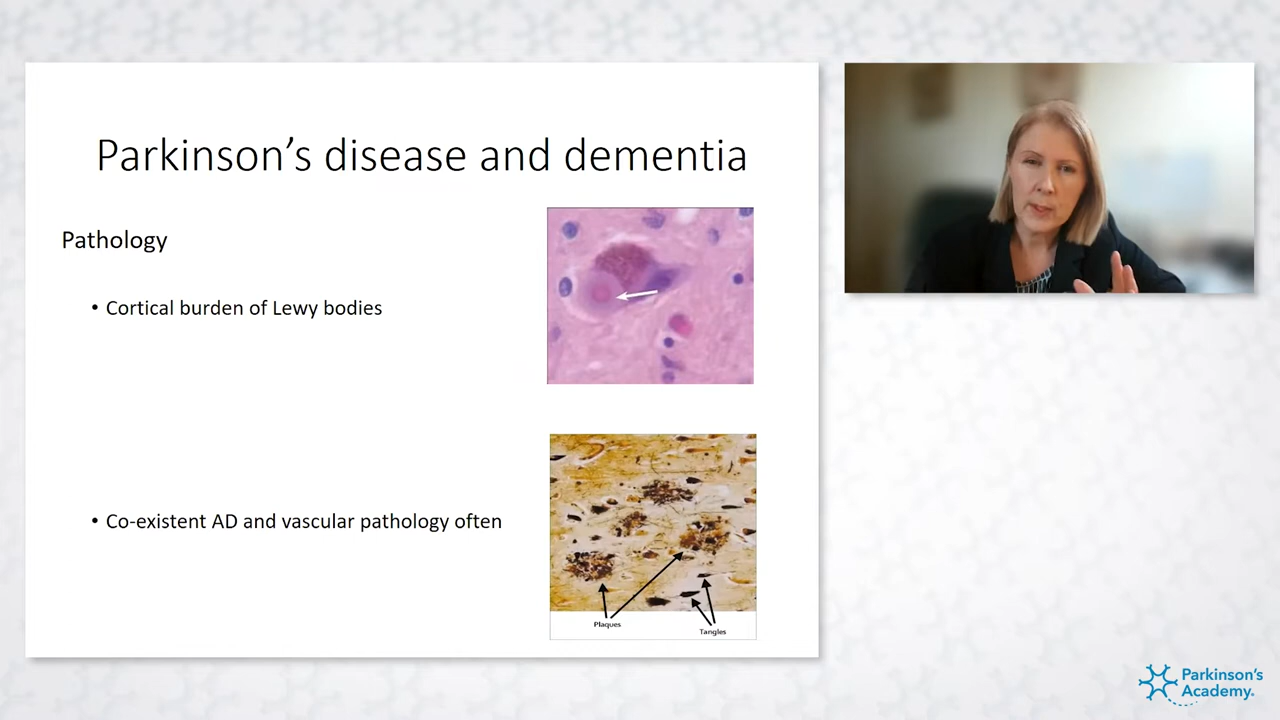 Parkinson's disease and dementia
Pathology
• Cortical burden of Lewy bodies
• Co-existent AD and vascular pathology often
Plaques
Tangles
Parkinson's
Academy.